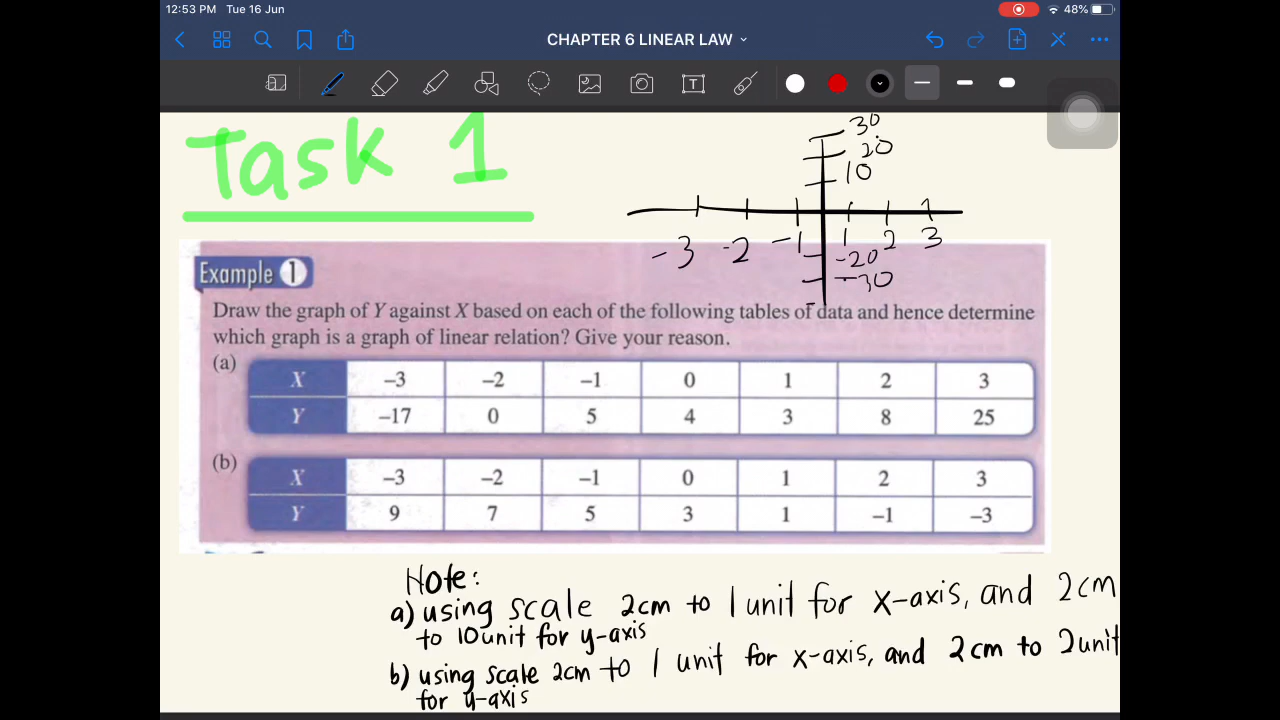 12:53 PM Tue 16 Jun
48%
CHAPTER 6 LINEAR LAW
T
Task 1
30
20
10
-3 -2 -1 1 2 3
-20
-30
Example 1
Draw the graph of Y against X based on each of the following tables of data and hence determine
which graph is a graph of linear relation? Give your reason.
(a)
X -3 -2 -1 0 1 2 3
Y -17 0 5 4 3 8 25
(b)
X -3 -2 -1 0 1 2 3
Y 9 7 5 3 1 -1 -3
Note:
a) using scale 2cm to 1 unit for x-axis, and 2cm
to 10unit for y-axis
b) using scale 2cm to 1 unit for x-axis, and 2cm to 2unit
for y-axis